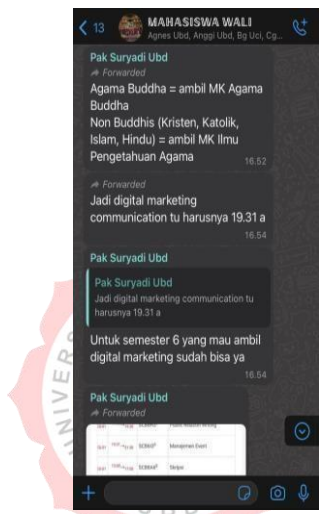 13
MAHASISWA WALI
Agnes Ubd, Anggi Ubd, Bg Uci, Cg...
Pak Suryadi Ubd
Forwarded
Agama Buddha = ambil MK Agama
Buddha
Non Buddhis (Kristen, Katolik,
Islam, Hindu) = ambil MK Ilmu
Pengetahuan Agama
16.52
Forwarded
Jadi digital marketing
communication tu harusnya 19.31 a
16.54
Pak Suryadi Ubd
Pak Suryadi Ubd
Jadi digital marketing communication tu
harusnya 19.31 a
Untuk semester 6 yang mau ambil
digital marketing sudah bisa ya
16.54
Pak Suryadi Ubd
Forwarded
Manajemen Event
Skripsi
UNIVER